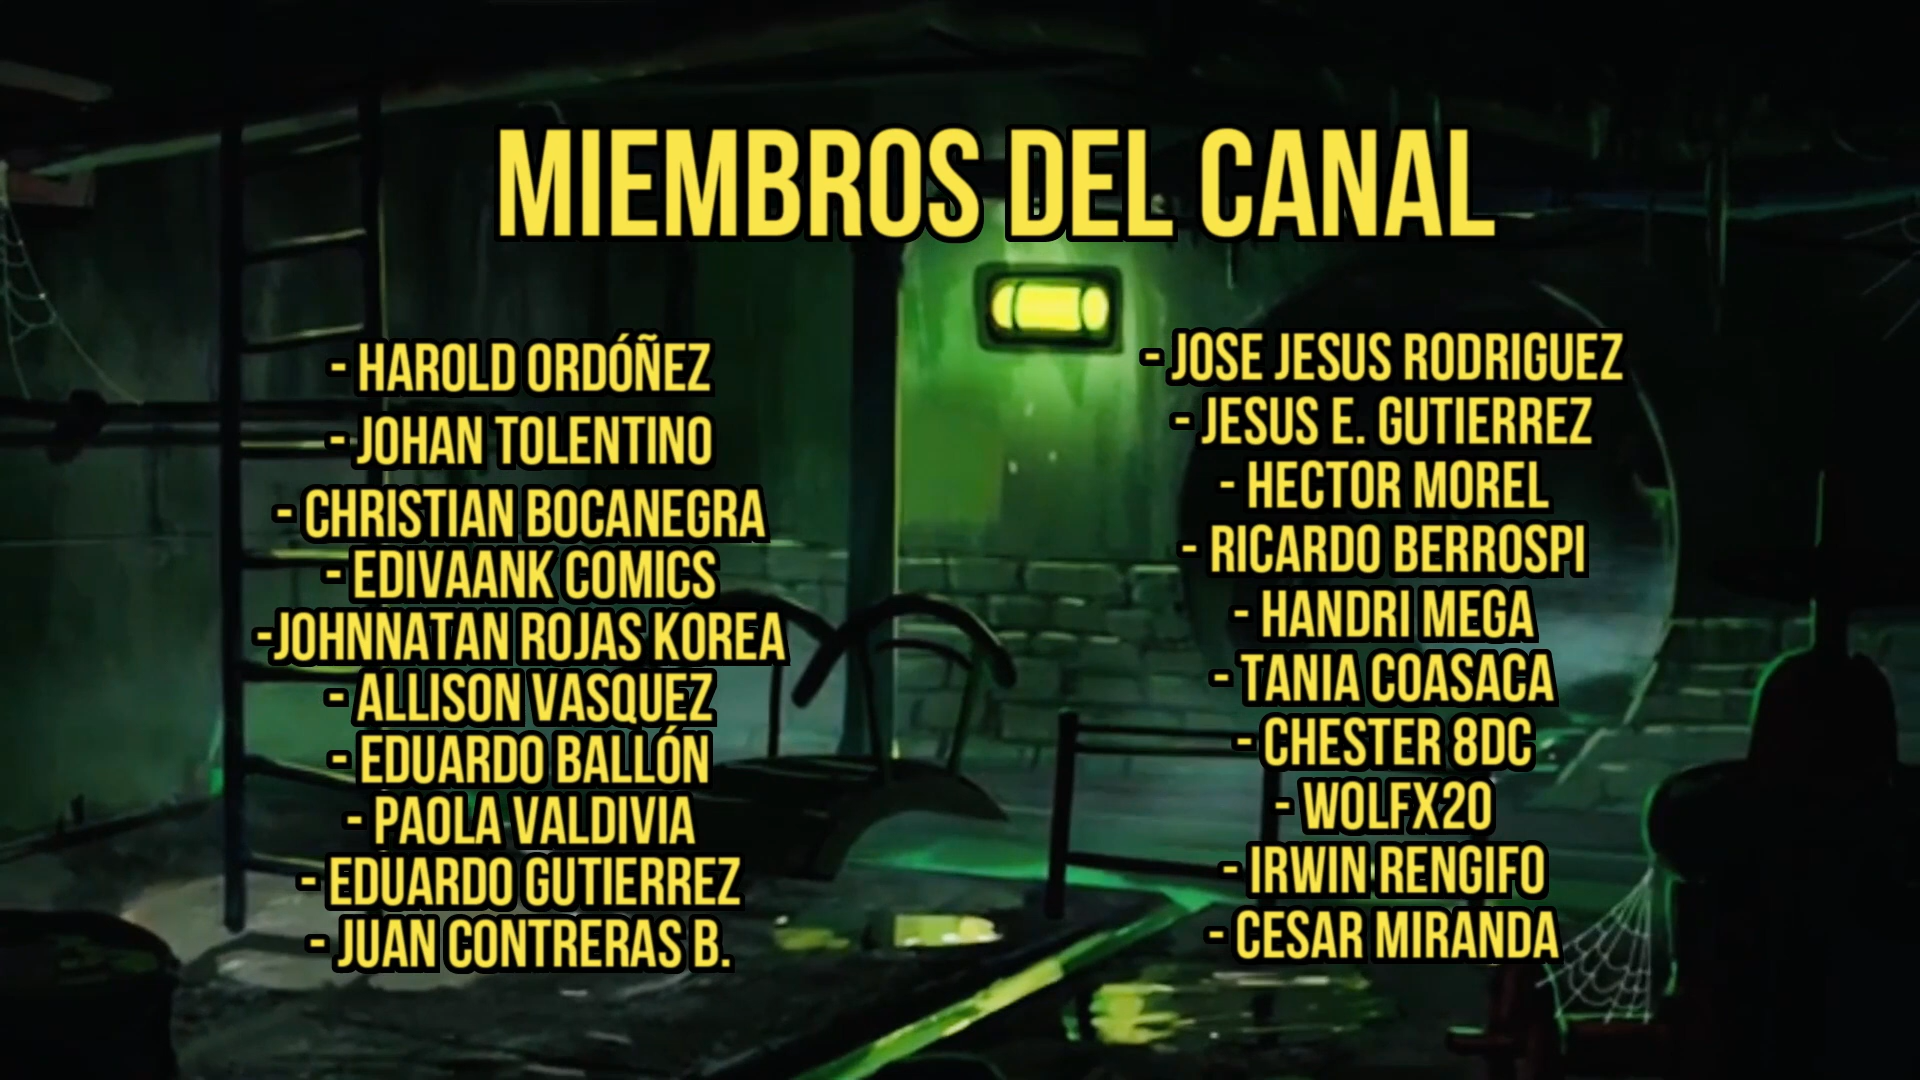 MIEMBROS DEL CANAL
- HAROLD ORDÓÑEZ
- JOHAN TOLENTINO
- CHRISTIAN BOCANEGRA
- EDIVAANK COMICS
-JOHNNATAN ROJAS KOREA
- ALLISON VASQUEZ
- EDUARDO BALLÓN
- PAOLA VALDIVIA
- EDUARDO GUTIERREZ
- JUAN CONTRERAS B.
- JOSE JESUS RODRIGUEZ
- JESUS E. GUTIERREZ
- HECTOR MOREL
- RICARDO BERROSPI
- HANDRI MEGA
- TANIA COASACA
- CHESTER 8DC
- WOLFX20
- IRWIN RENGIFO
- CESAR MIRANDA